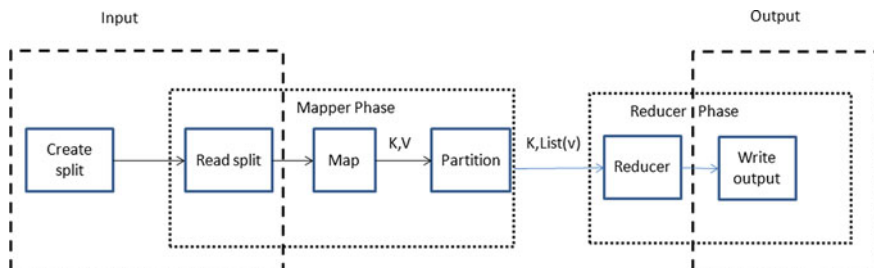 Input
Output
Mapper Phase
Reducer Phase
Create
split
Read split
Map
K,V
Partition
K,List(v)
Reducer
Write
output